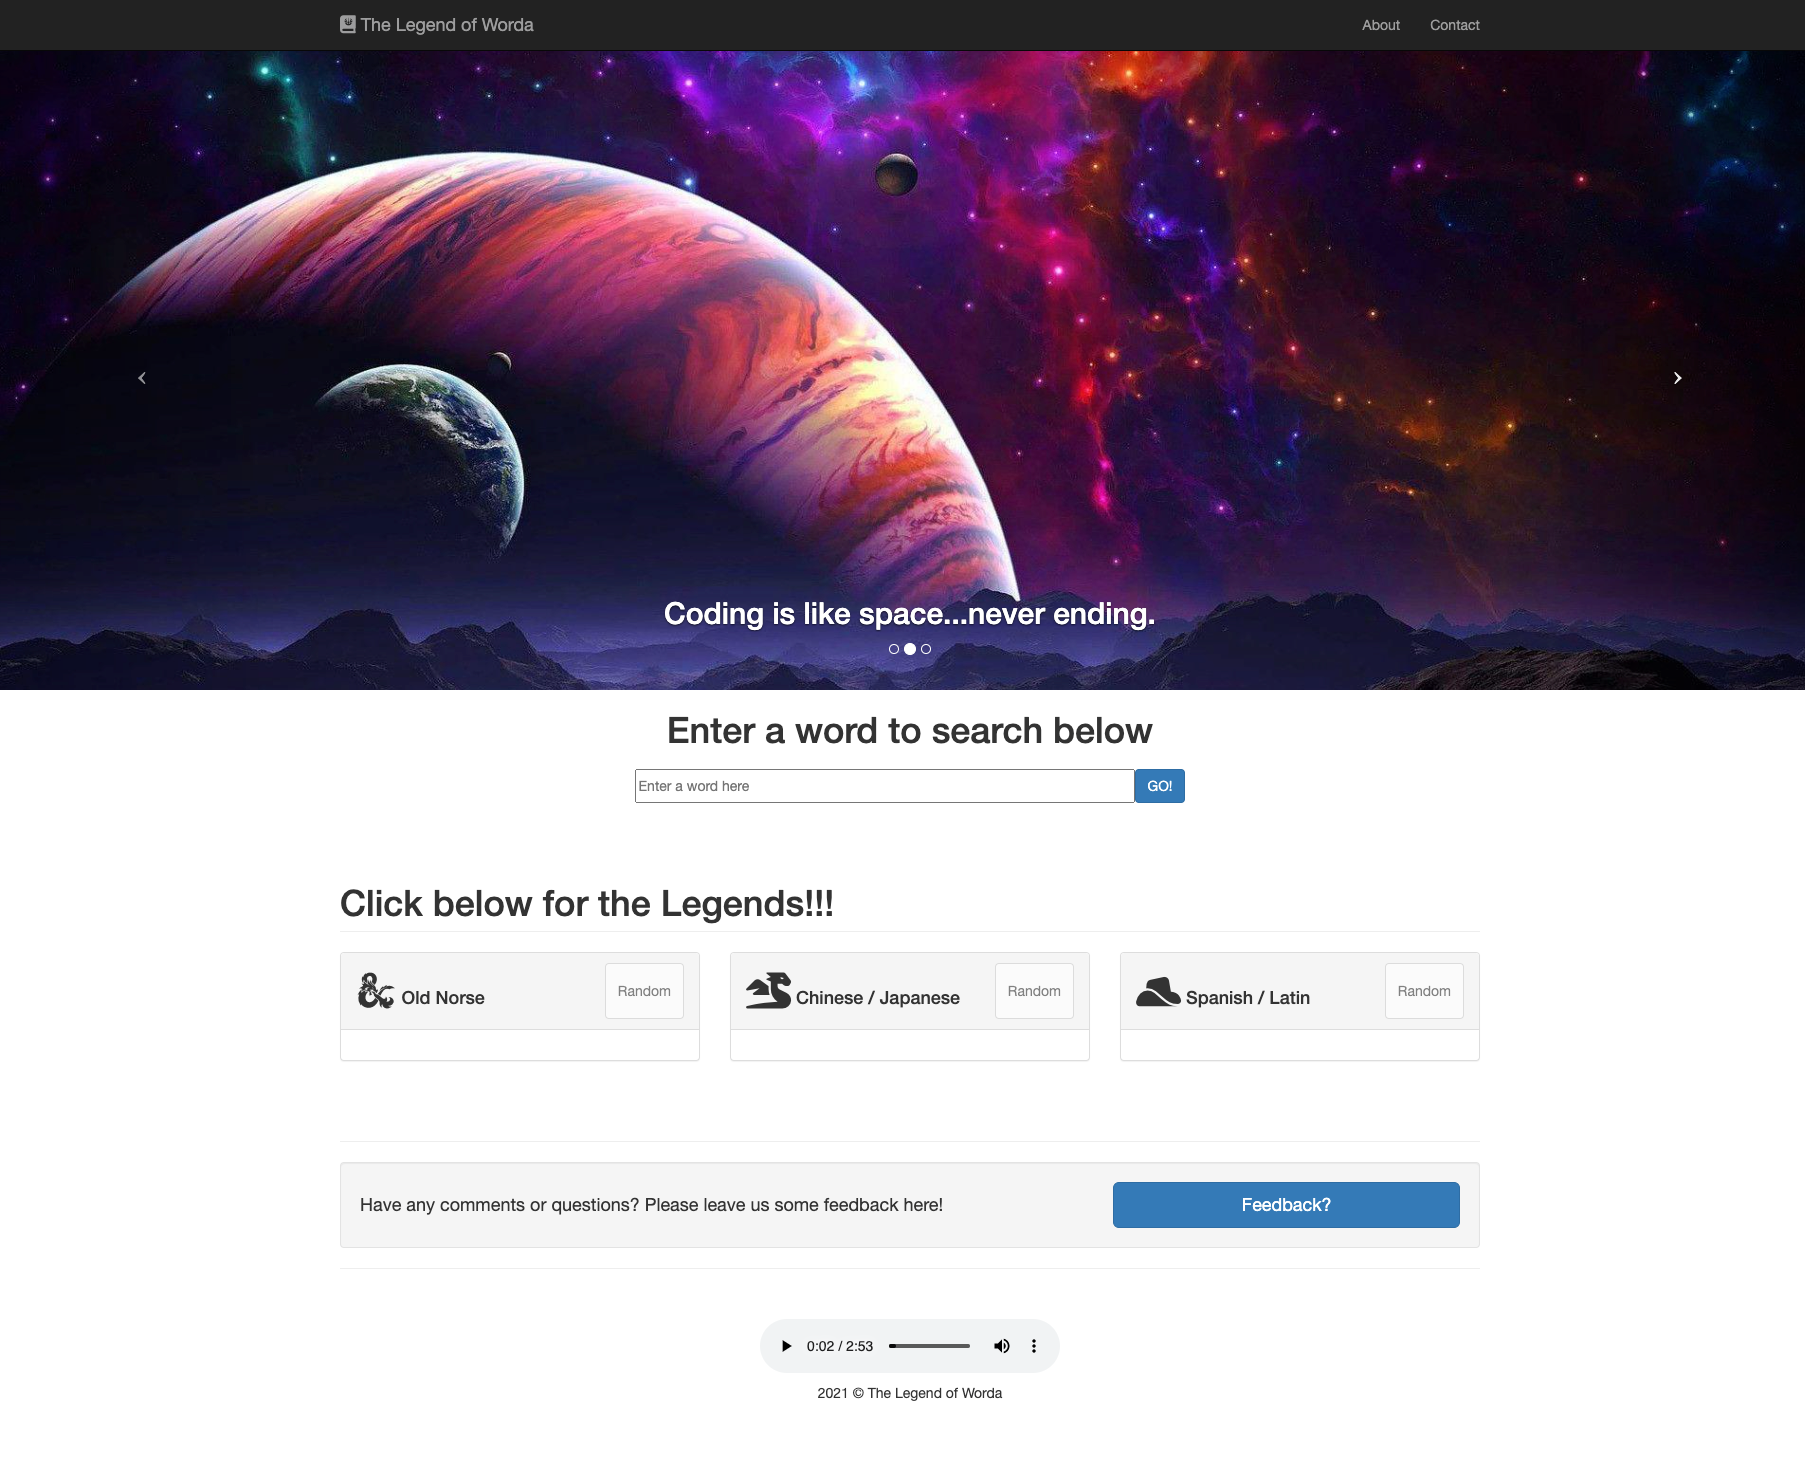 The Legend of Worda
About
Contact
Coding is like space...never ending.
Enter a word to search below
Enter a word here
GO!
Click below for the Legends!!!
Old Norse
Random
Chinese / Japanese
Random
Spanish / Latin
Random
Have any comments or questions? Please leave us some feedback here!
Feedback?
0:02 / 2:53
2021 © The Legend of Worda